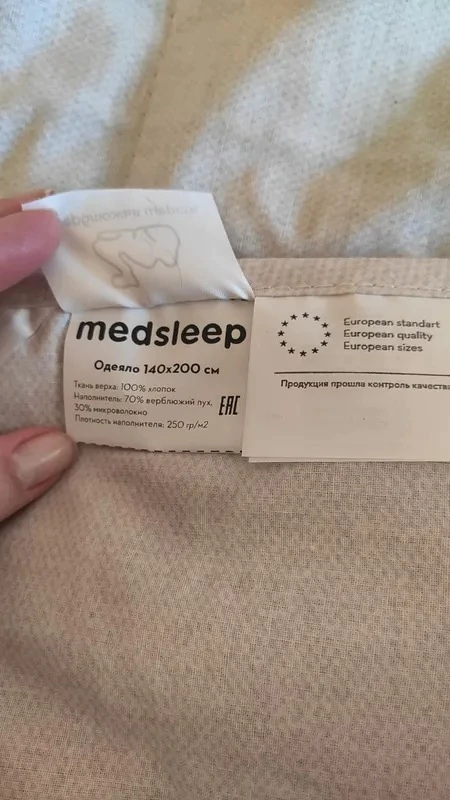 medsleep
Одеяло 140x200 см
Ткань верха: 100% хлопок
Наполнитель: 70% верблюжий пух,
30% микроволокно
Плотность наполнителя: 250 гр/м2
EAC
European standart
European quality
European sizes
Продукция прошла контроль качества